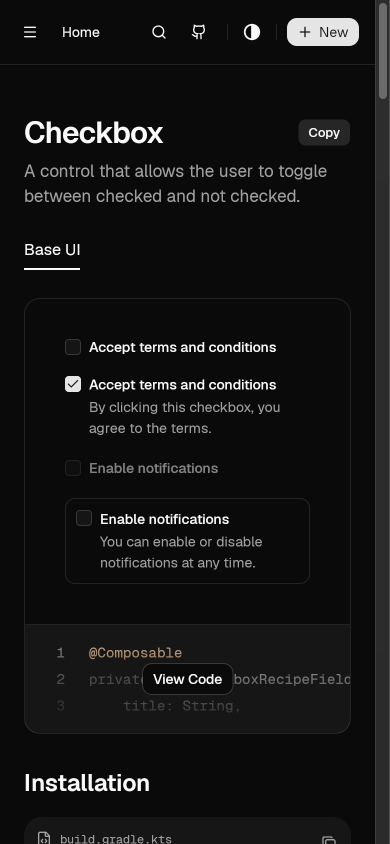 Home
New
Checkbox
Copy
A control that allows the user to toggle
between checked and not checked.
Base UI
Accept terms and conditions
Accept terms and conditions
By clicking this checkbox, you
agree to the terms.
Enable notifications
Enable notifications
You can enable or disable
notifications at any time.
1 @Composable
2 private boxRecipeField
View Code
3 title: String,
Installation
build.gradle.kts